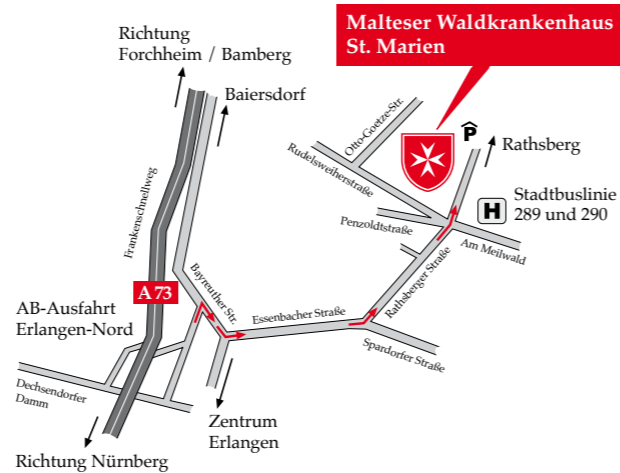 Malteser Waldkrankenhaus
St. Marien
Richtung
Forchheim / Bamberg
Baiersdorf
Otto-Goetze-Str.
Rudelsweiherstraße
P
Rathsberg
H
Stadtbuslinie
289 und 290
Penzoldtstraße
Am Meilwald
Frankenschnellweg
Rathsberger Straße
Bayreuther Str.
A 73
AB-Ausfahrt
Erlangen-Nord
Essenbacher Straße
Spardorfer Straße
Dechsendorfer
Damm
Zentrum
Erlangen
Richtung Nürnberg